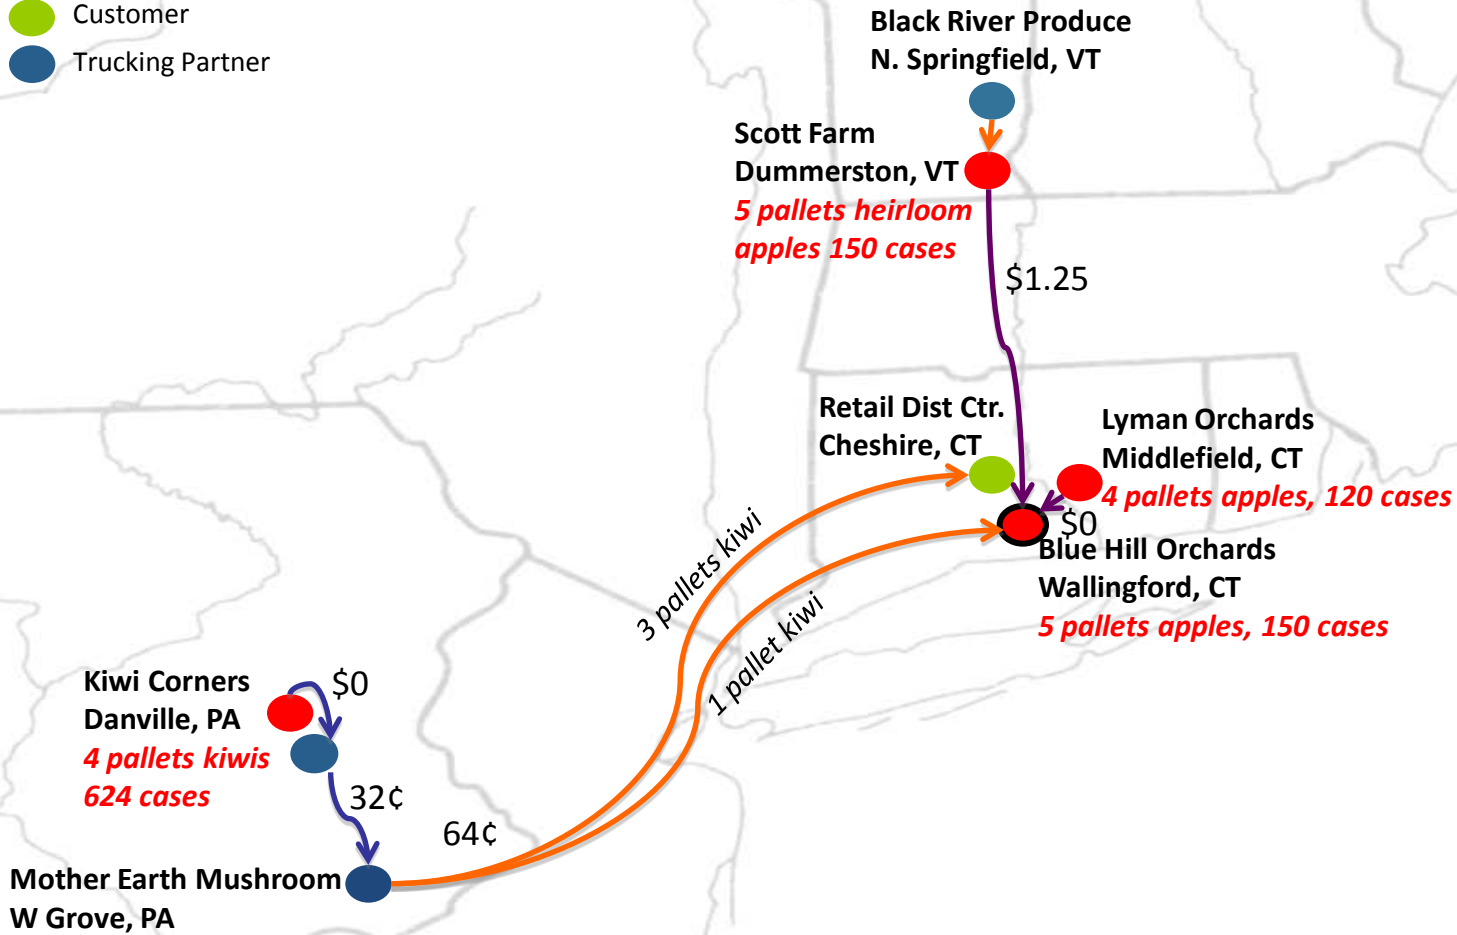 Customer
Trucking Partner
Black River Produce
N. Springfield, VT
Scott Farm
Dummerston, VT
5 pallets heirloom
apples 150 cases
$1.25
Retail Dist Ctr.
Cheshire, CT
Lyman Orchards
Middlefield, CT
4 pallets apples, 120 cases
$0
Blue Hill Orchards
Wallingford, CT
5 pallets apples, 150 cases
3 pallets kiwi
1 pallet kiwi
Kiwi Corners
Danville, PA
4 pallets kiwis
624 cases
$0
32¢
64¢
Mother Earth Mushroom
W Grove, PA